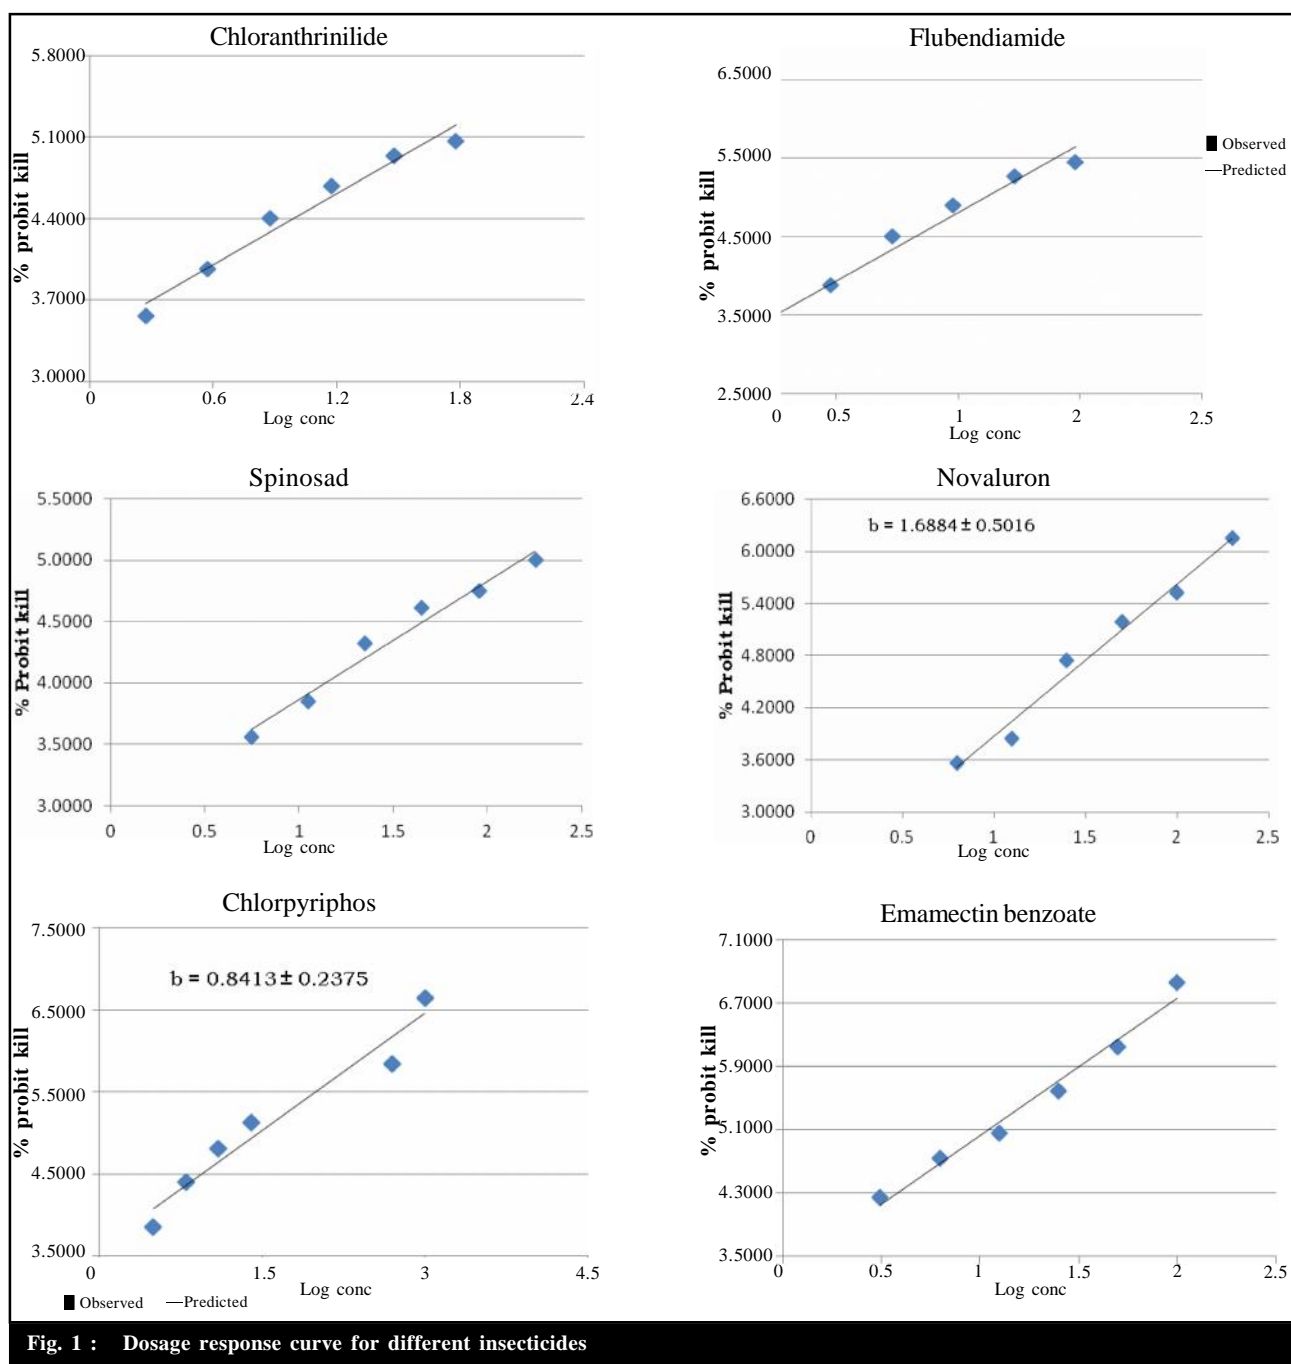 Chloranthrinilide
5.8000
5.1000
4.4000
3.7000
3.0000
% probit kill
0 0.6 1.2 1.8 2.4
Log conc
Flubendiamide
6.5000
5.5000
4.5000
3.5000
2.5000
% probit kill
0 0.5 1 2 2.5
Log conc
Observed
Predicted
Spinosad
5.5000
5.0000
4.5000
4.0000
3.5000
3.0000
% Probit kill
0 0.5 1 1.5 2 2.5
Log conc
Novaluron
b = 1.6884 ± 0.5016
6.6000
6.0000
5.4000
4.8000
4.2000
3.6000
3.0000
% Probit kill
0 0.5 1 1.5 2 2.5
Log conc
Chlorpyriphos
b = 0.8413 ± 0.2375
7.5000
6.5000
5.5000
4.5000
3.5000
% probit kill
0 1.5 3 4.5
Log conc
Observed Predicted
Emamectin benzoate
7.1000
6.7000
5.9000
5.1000
4.3000
3.5000
% probit kill
0 0.5 1 1.5 2 2.5
Log conc
Fig. 1 : Dosage response curve for different insecticides